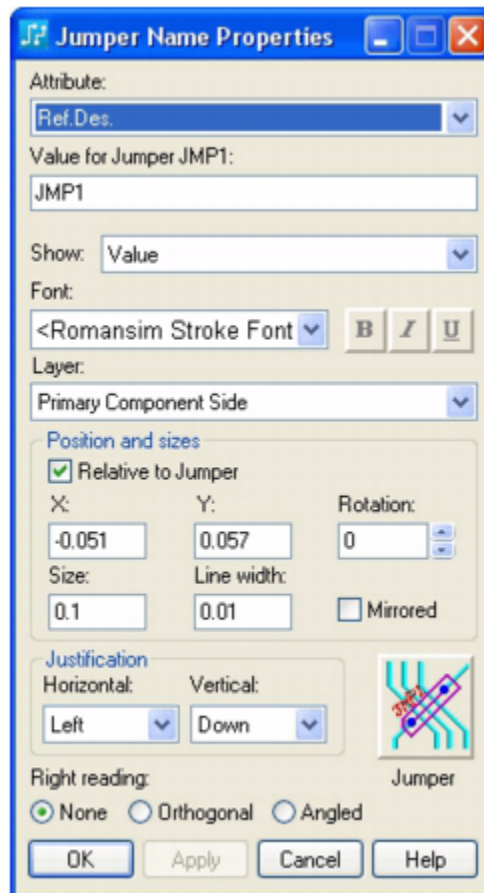 Jumper Name Properties
Attribute:
Ref.Des.
Value for Jumper JMP1:
JMP1
Show: Value
Font:
<Romansim Stroke Font B I U
Layer:
Primary Component Side
Position and sizes
Relative to Jumper
X: Y: Rotation:
-0.051 0.057 0
Size: Line width:
0.1 0.01 Mirrored
Justification
Horizontal: Vertical:
Left Down
JMP1
Jumper
Right reading:
None Orthogonal Angled
OK Apply Cancel Help